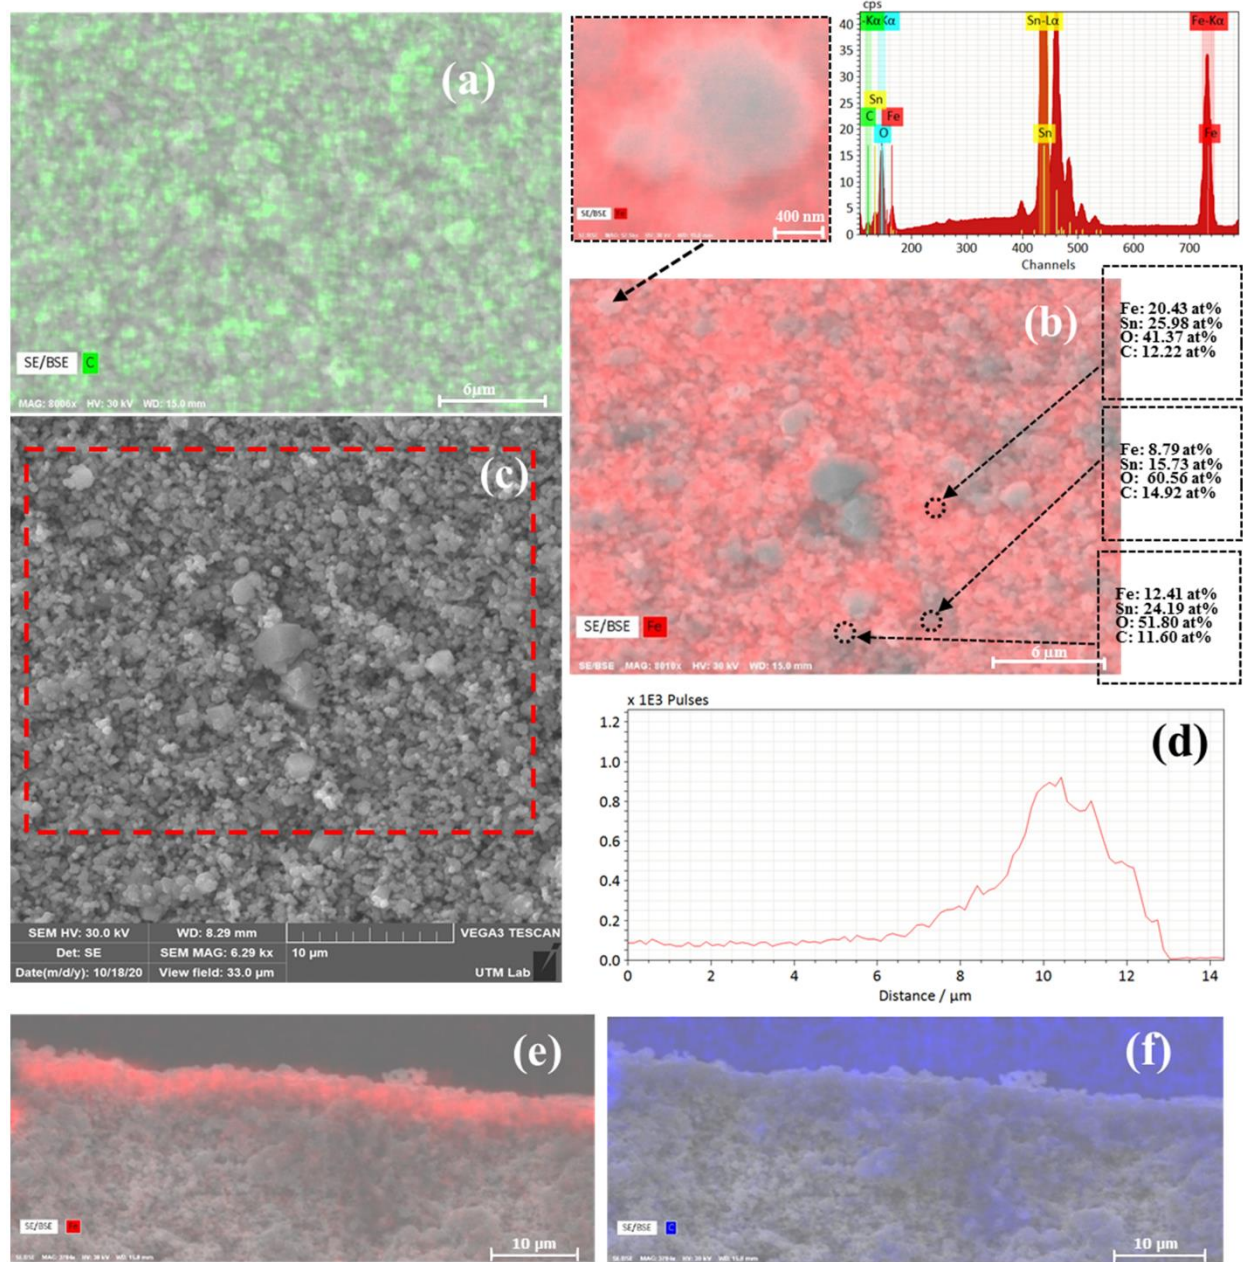 (a)
SE/BSE C
6μm
MAG: 8006x HV: 30 kV WD: 15.0 mm
SE/BSE Fe
400 nm
cps
40
35
30
25
20
15
10
5
0
-Kα Kα
Sn-Lα
Fe-Kα
Sn
C
Fe
O
Sn
Fe
200 300 400 500 600 700
Channels
(b)
SE/BSE Fe
6 μm
Fe: 20.43 at%
Sn: 25.98 at%
O: 41.37 at%
C: 12.22 at%
Fe: 8.79 at%
Sn: 15.73 at%
O: 60.56 at%
C: 14.92 at%
Fe: 12.41 at%
Sn: 24.19 at%
O: 51.80 at%
C: 11.60 at%
(c)
SEM HV: 30.0 kV WD: 8.29 mm VEGA3 TESCAN
Det: SE SEM MAG: 6.29 kx 10 μm
Date(m/d/y): 10/18/20 View field: 33.0 μm UTM Lab
x 1E3 Pulses
(d)
1.2
1.0
0.8
0.6
0.4
0.2
0.0
0 2 4 6 8 10 12 14
Distance / μm
(e)
SE/BSE Fe
10 μm
(f)
SE/BSE C
10 μm